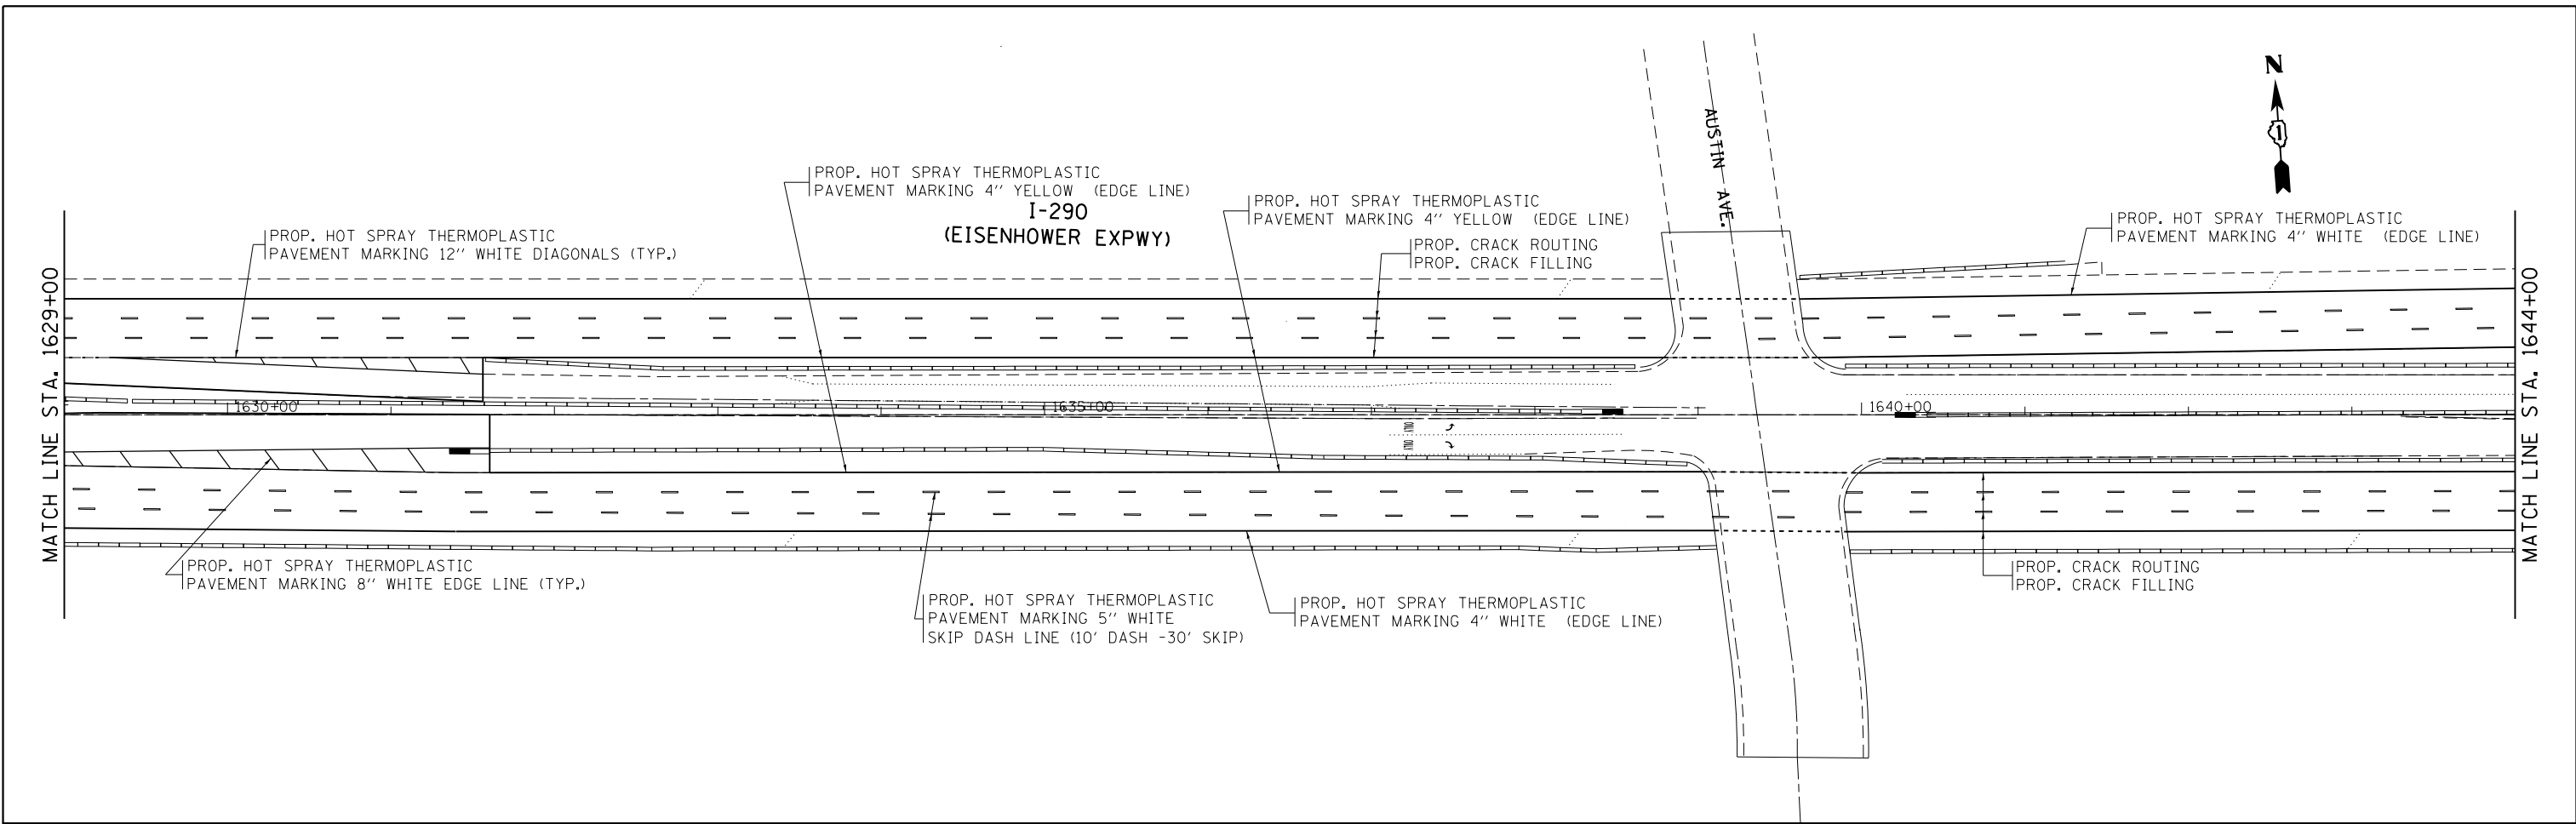 N
1
AUSTIN AVE.
PROP. HOT SPRAY THERMOPLASTIC
PAVEMENT MARKING 4" YELLOW (EDGE LINE)
I-290
(EISENHOWER EXPWY)
PROP. HOT SPRAY THERMOPLASTIC
PAVEMENT MARKING 4" YELLOW (EDGE LINE)
PROP. CRACK ROUTING
PROP. CRACK FILLING
PROP. HOT SPRAY THERMOPLASTIC
PAVEMENT MARKING 4" WHITE (EDGE LINE)
PROP. HOT SPRAY THERMOPLASTIC
PAVEMENT MARKING 12" WHITE DIAGONALS (TYP.)
MATCH LINE STA. 1629+00
1630+00
1635+00
1640+00
MATCH LINE STA. 1644+00
PROP. HOT SPRAY THERMOPLASTIC
PAVEMENT MARKING 8" WHITE EDGE LINE (TYP.)
PROP. HOT SPRAY THERMOPLASTIC
PAVEMENT MARKING 5" WHITE
SKIP DASH LINE (10' DASH -30' SKIP)
PROP. HOT SPRAY THERMOPLASTIC
PAVEMENT MARKING 4" WHITE (EDGE LINE)
PROP. CRACK ROUTING
PROP. CRACK FILLING